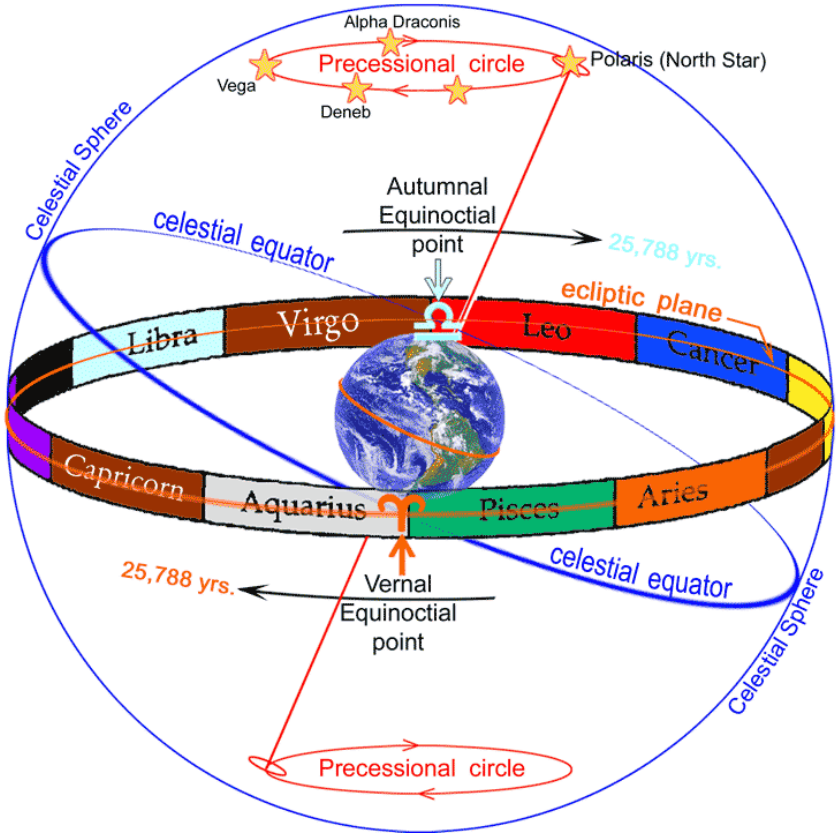 Alpha Draconis
Precessional circle
Polaris (North Star)
Vega
Deneb
Celestial Sphere
Autumnal
Equinoctial
point
celestial equator
25,788 yrs.
ecliptic plane
Libra
Virgo
Leo
Cancer
Capricorn
Aquarius
Pisces
Aries
25,788 yrs.
Vernal
Equinoctial
point
celestial equator
Celestial Sphere
Precessional circle